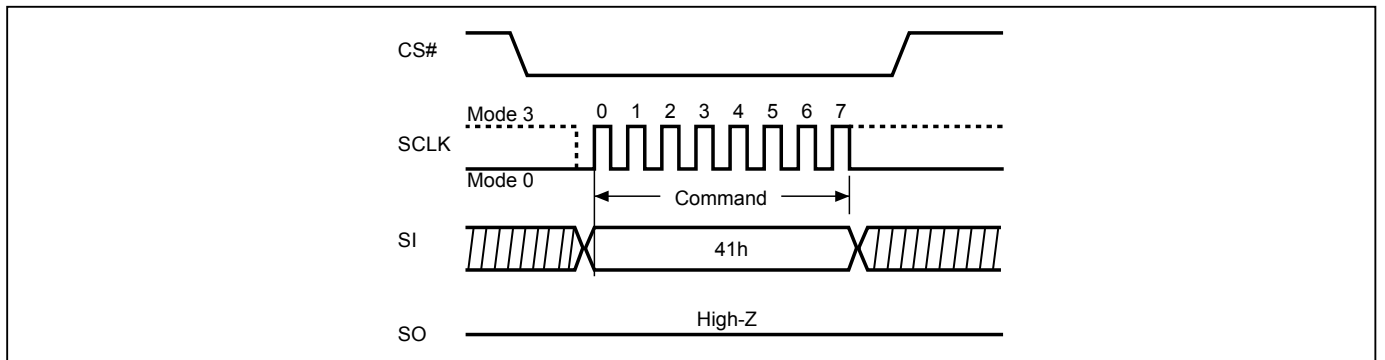 CS#
Mode 3 0 1 2 3 4 5 6 7
SCLK
Mode 0
Command
SI
41h
High-Z
SO